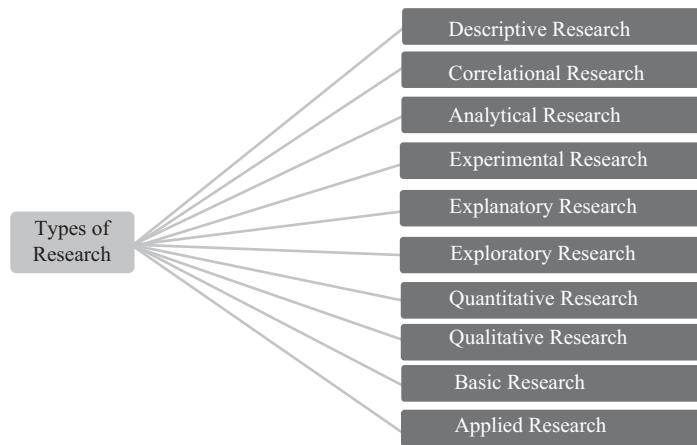 Types of
Research
Descriptive Research
Correlational Research
Analytical Research
Experimental Research
Explanatory Research
Exploratory Research
Quantitative Research
Qualitative Research
Basic Research
Applied Research